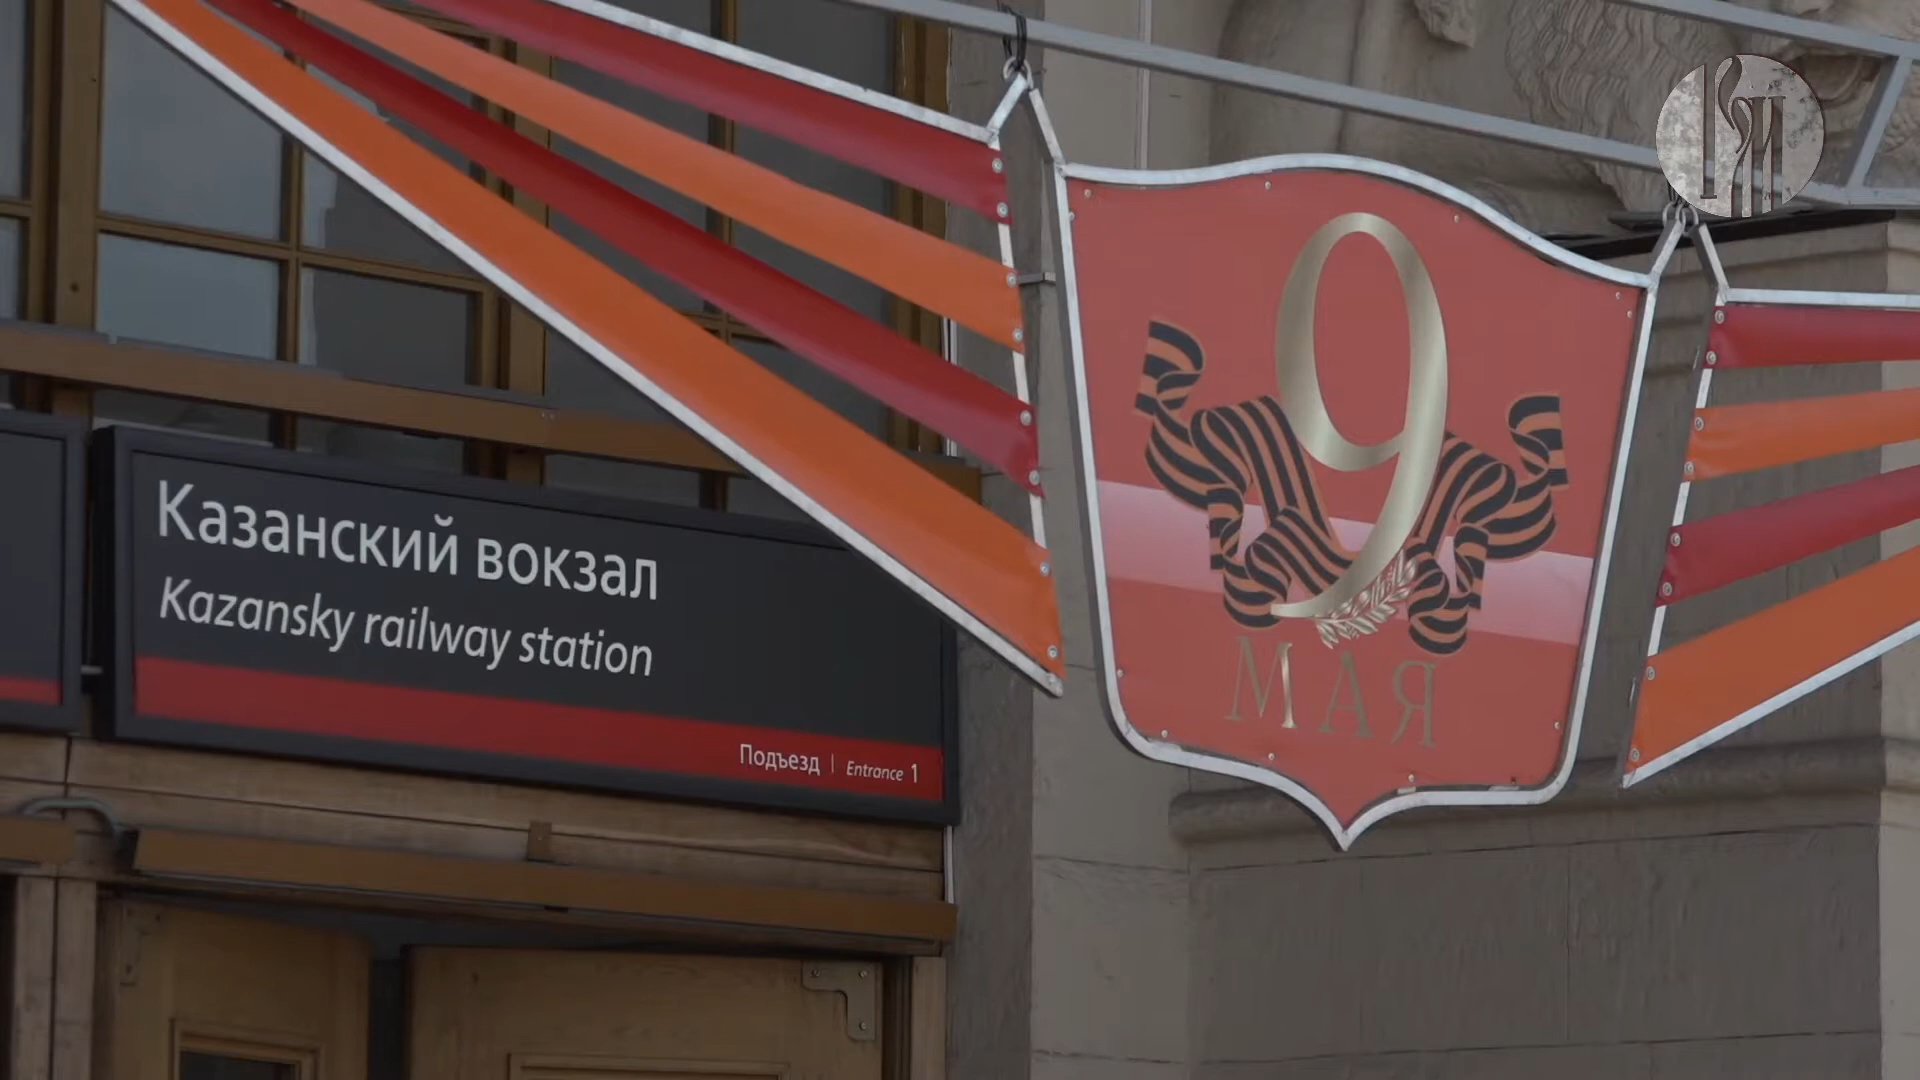 Казанский вокзал
Kazansky railway station
Подъезд | Entrance 1
9
МАЯ